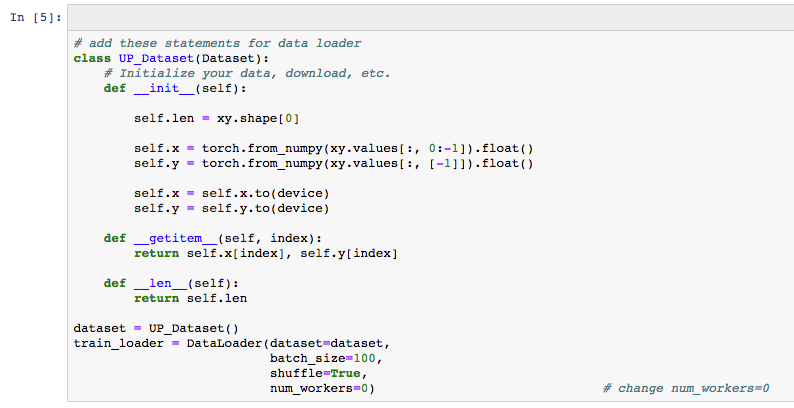 In [5]:
# add these statements for data loader
class UP_Dataset(Dataset):
    # Initialize your data, download, etc.
    def __init__(self):

        self.len = xy.shape[0]

        self.x = torch.from_numpy(xy.values[:, 0:-1]).float()
        self.y = torch.from_numpy(xy.values[:, [-1]]).float()

        self.x = self.x.to(device)
        self.y = self.y.to(device)

    def __getitem__(self, index):
        return self.x[index], self.y[index]

    def __len__(self):
        return self.len

dataset = UP_Dataset()
train_loader = DataLoader(dataset=dataset,
                          batch_size=100,
                          shuffle=True,
                          num_workers=0)                              # change num_workers=0